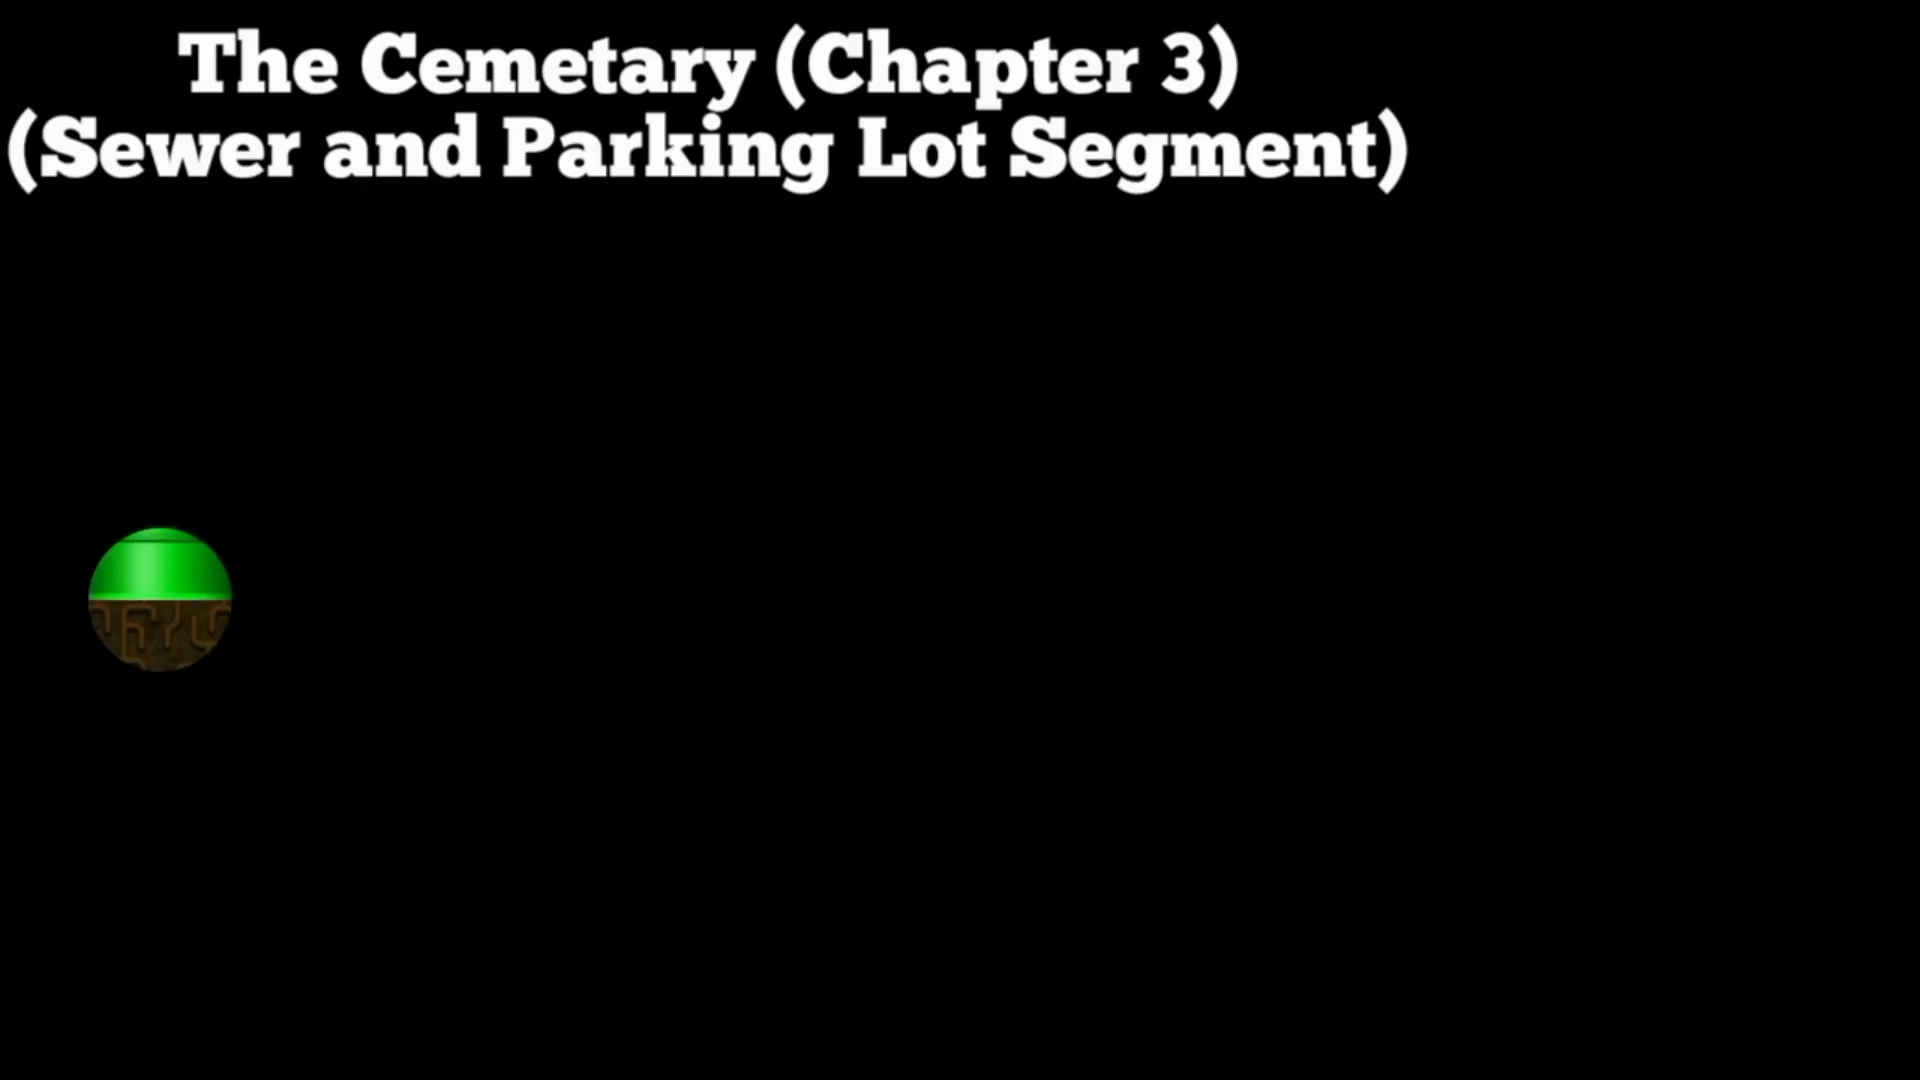 The Cemetary (Chapter 3)
(Sewer and Parking Lot Segment)